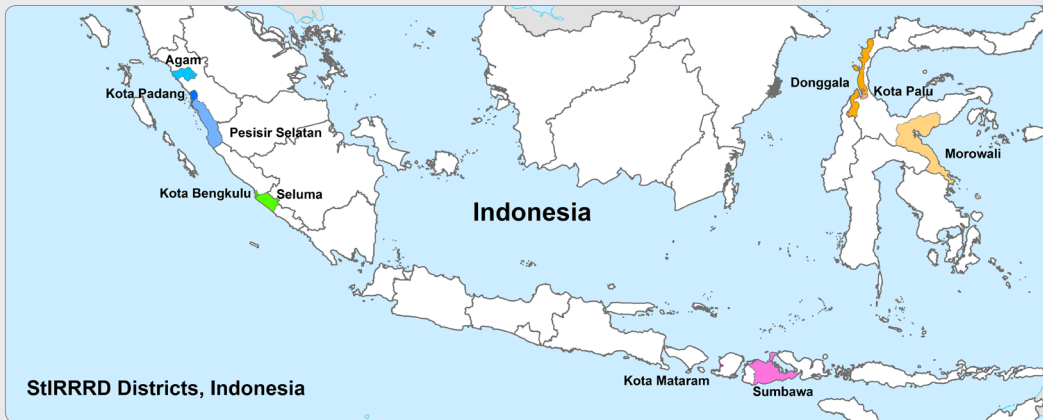 Agam
Kota Padang
Pesisir Selatan
Kota Bengkulu
Seluma
Indonesia
Donggala
Kota Palu
Morowali
Kota Mataram
Sumbawa
StIRRRD Districts, Indonesia